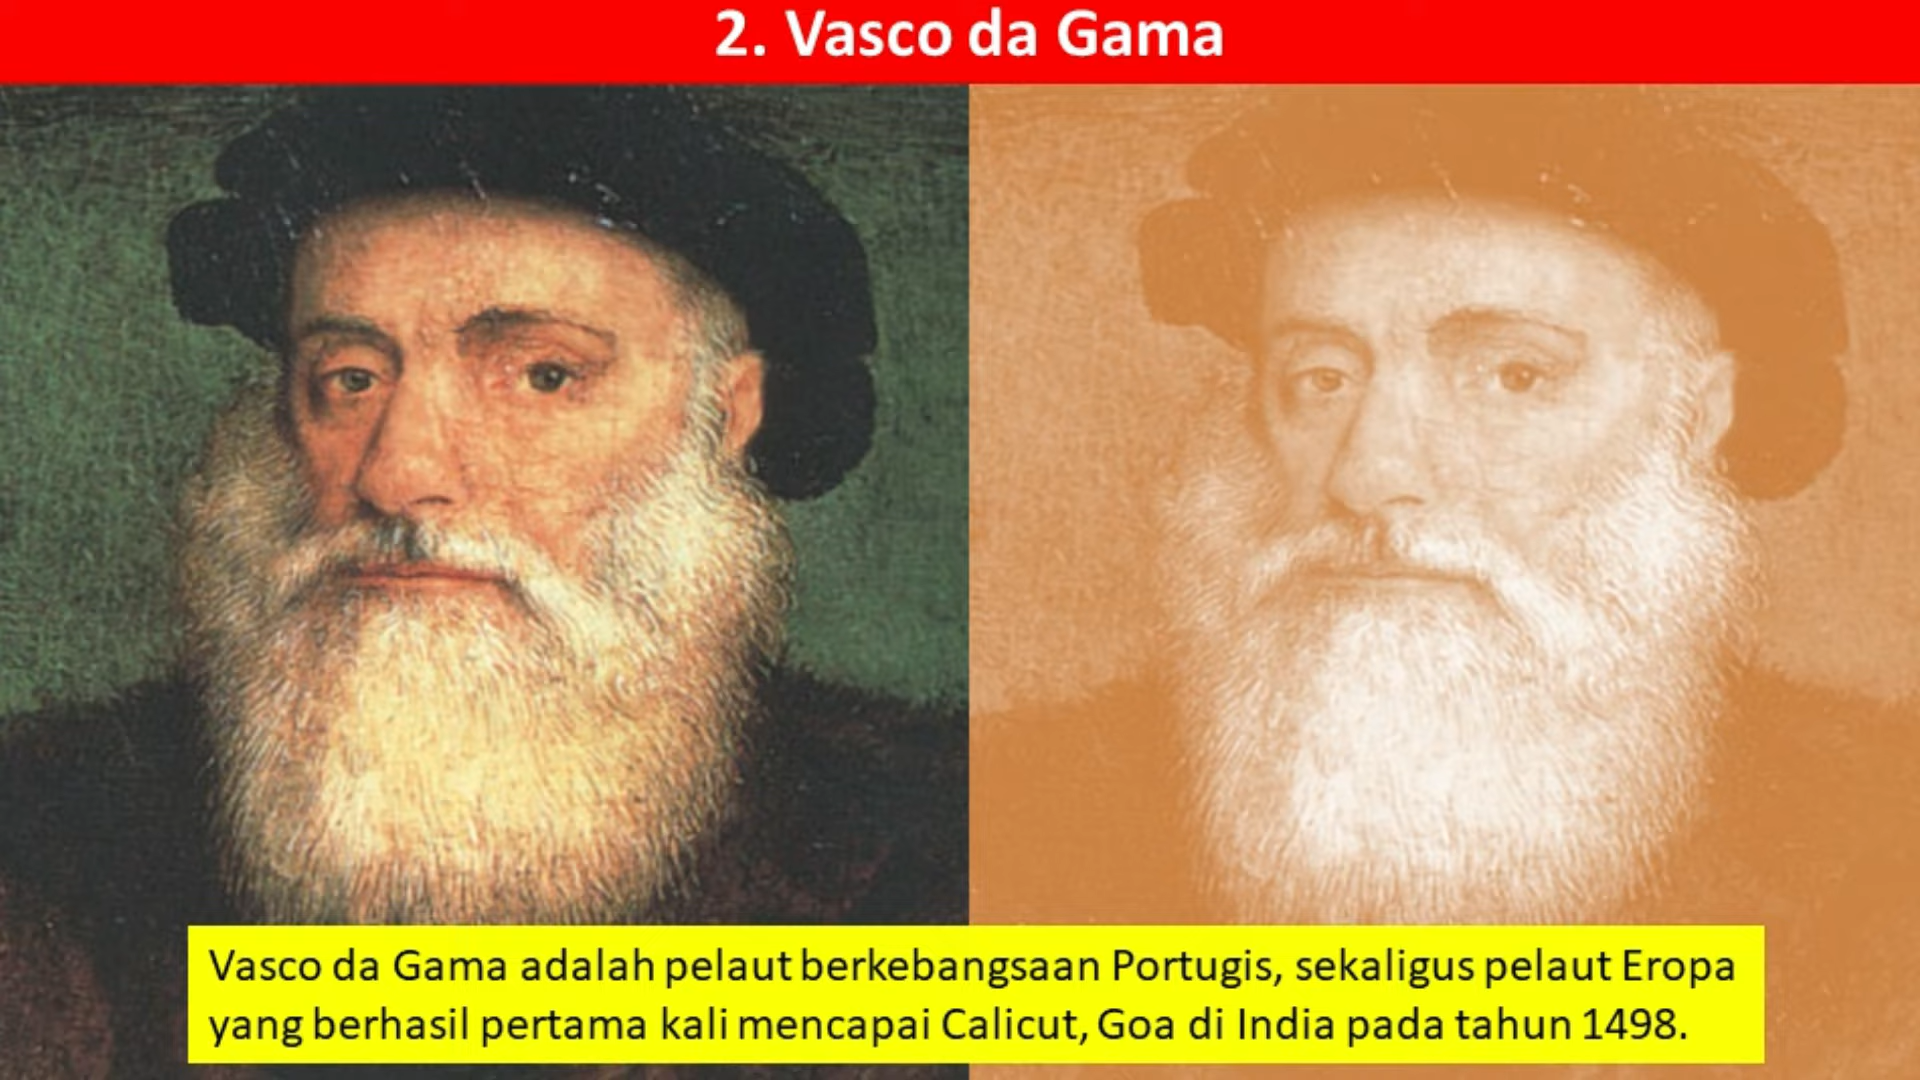 2. Vasco da Gama
Vasco da Gama adalah pelaut berkebangsaan Portugis, sekaligus pelaut Eropa
yang berhasil pertama kali mencapai Calicut, Goa di India pada tahun 1498.